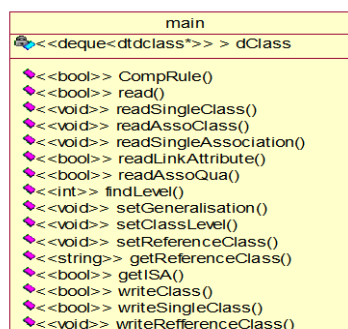 main
<<deque<dtdclass*>> > dClass
<<bool>> CompRule()
<<bool>> read()
<<void>> readSingleClass()
<<void>> readAssoClass()
<<void>> readSingleAssociation()
<<bool>> readLinkAttribute()
<<bool>> readAssoQua()
<<int>> findLevel()
<<void>> setGeneralisation()
<<void>> setClassLevel()
<<void>> setReferenceClass()
<<string>> getReferenceClass()
<<bool>> getISA()
<<bool>> writeClass()
<<bool>> writeSingleClass()
<<void>> writeRefferenceClass()